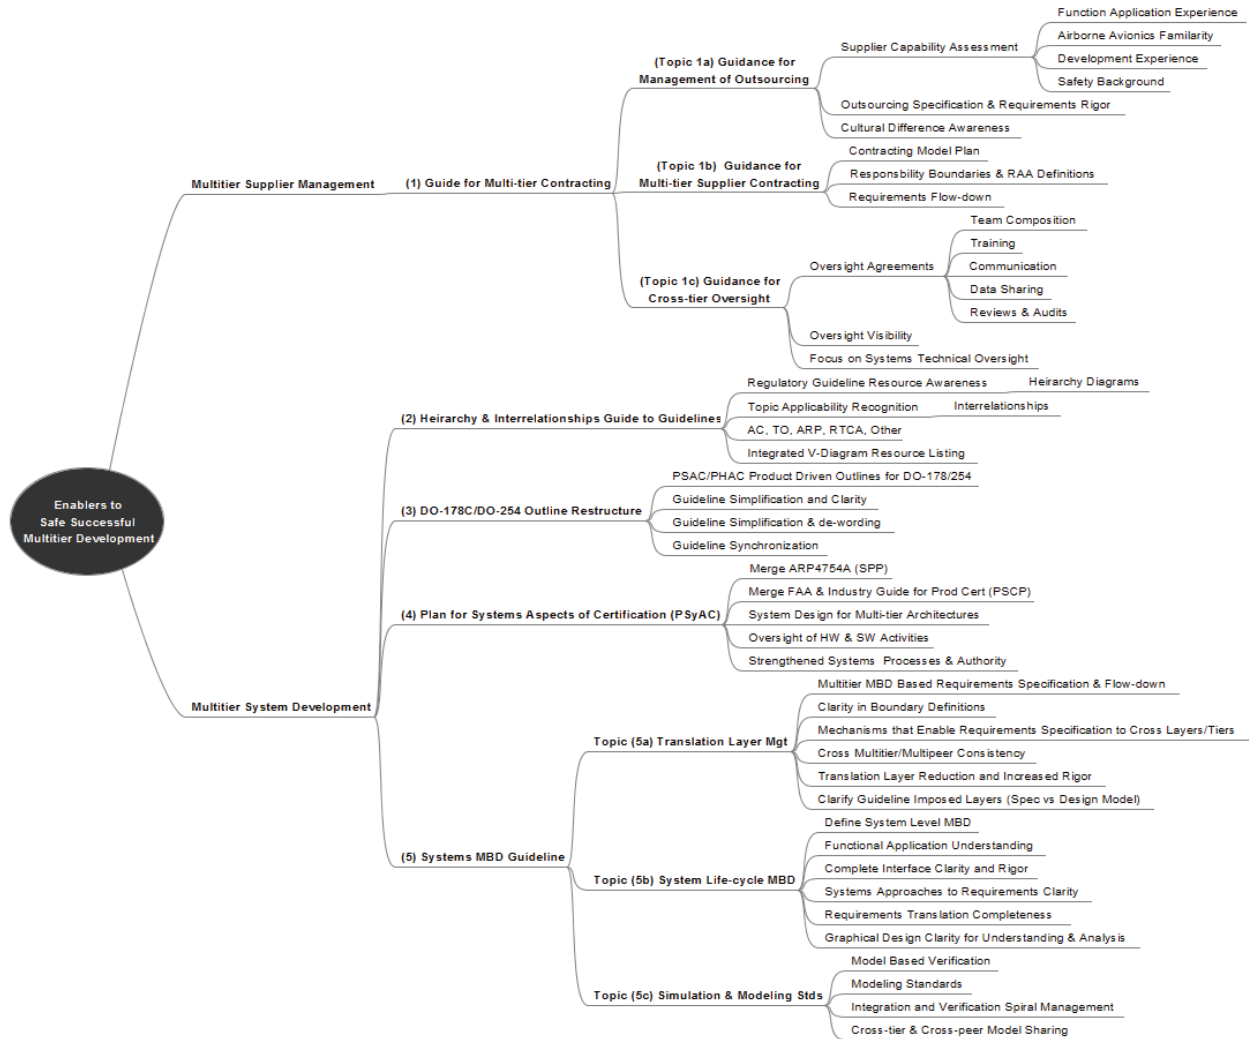 Enablers to
Safe Successful
Multitier Development
Multitier Supplier Management
(1) Guide for Multi-tier Contracting
(Topic 1a) Guidance for
Management of Outsourcing
Supplier Capability Assessment
Function Application Experience
Airborne Avionics Familarity
Development Experience
Safety Background
Outsourcing Specification & Requirements Rigor
Cultural Difference Awareness
(Topic 1b) Guidance for
Multi-tier Supplier Contracting
Contracting Model Plan
Responsbility Boundaries & RAA Definitions
Requirements Flow-down
(Topic 1c) Guidance for
Cross-tier Oversight
Oversight Agreements
Team Composition
Training
Communication
Data Sharing
Reviews & Audits
Oversight Visibility
Focus on Systems Technical Oversight
Multitier System Development
(2) Heirarchy & Interrelationships Guide to Guidelines
Regulatory Guideline Resource Awareness
Heirarchy Diagrams
Topic Applicability Recognition
Interrelationships
AC, TO, ARP, RTCA, Other
Integrated V-Diagram Resource Listing
(3) DO-178C/DO-254 Outline Restructure
PSAC/PHAC Product Driven Outlines for DO-178/254
Guideline Simplification and Clarity
Guideline Simplification & de-wording
Guideline Synchronization
(4) Plan for Systems Aspects of Certification (PSyAC)
Merge ARP4754A (SPP)
Merge FAA & Industry Guide for Prod Cert (PSCP)
System Design for Multi-tier Architectures
Oversight of HW & SW Activities
Strengthened Systems Processes & Authority
(5) Systems MBD Guideline
Topic (5a) Translation Layer Mgt
Multitier MBD Based Requirements Specification & Flow-down
Clarity in Boundary Definitions
Mechanisms that Enable Requirements Specification to Cross Layers/Tiers
Cross Multitier/Multipeer Consistency
Translation Layer Reduction and Increased Rigor
Clarify Guideline Imposed Layers (Spec vs Design Model)
Topic (5b) System Life-cycle MBD
Define System Level MBD
Functional Application Understanding
Complete Interface Clarity and Rigor
Systems Approaches to Requirements Clarity
Requirements Translation Completeness
Graphical Design Clarity for Understanding & Analysis
Topic (5c) Simulation & Modeling Stds
Model Based Verification
Modeling Standards
Integration and Verification Spiral Management
Cross-tier & Cross-peer Model Sharing